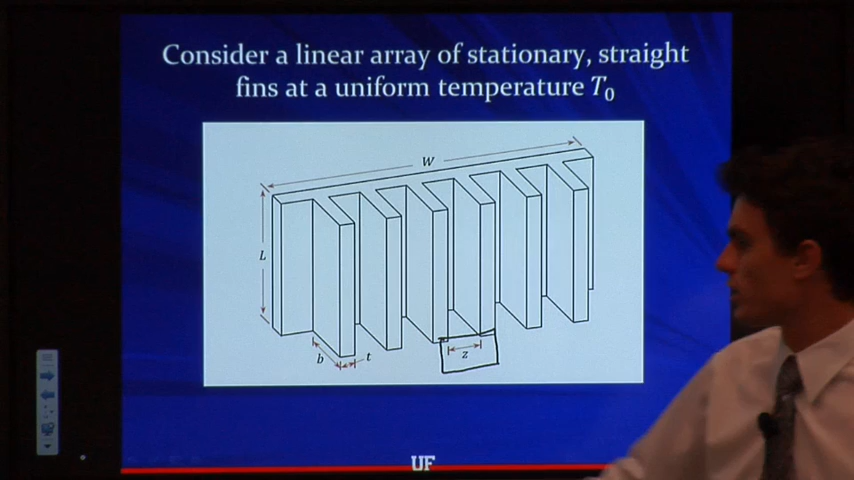 Consider a linear array of stationary, straight
fins at a uniform temperature T₀
W
L
b
t
z
UF